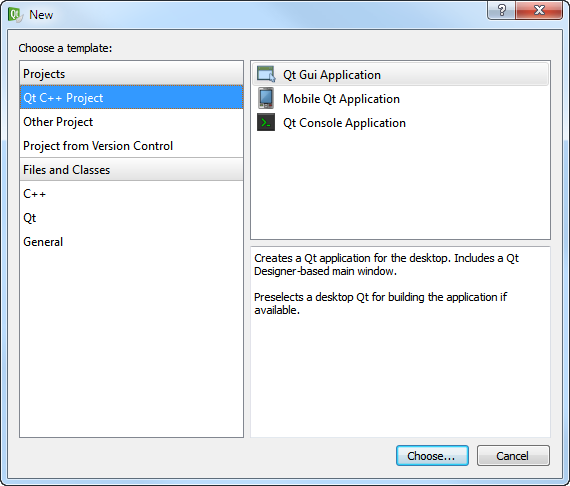 New
?
Choose a template:
Projects
Qt C++ Project
Other Project
Project from Version Control
Files and Classes
C++
Qt
General
Qt Gui Application
Mobile Qt Application
Qt Console Application
Creates a Qt application for the desktop. Includes a Qt
Designer-based main window.
Preselects a desktop Qt for building the application if
available.
Choose...
Cancel